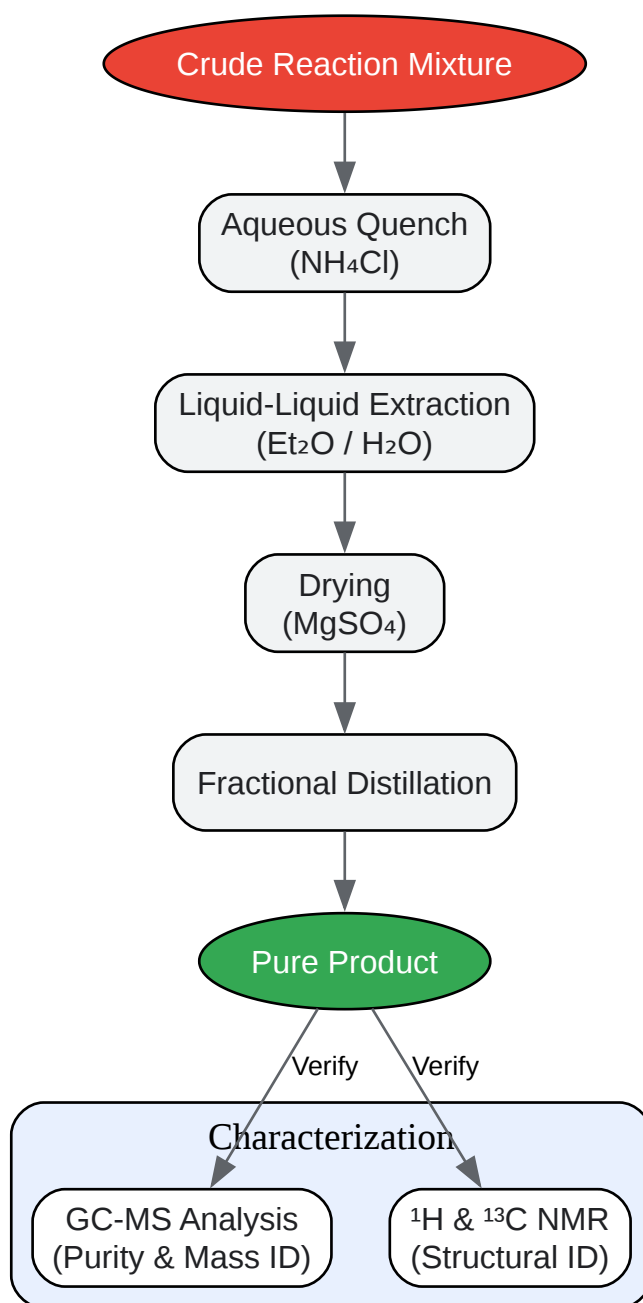 Crude Reaction Mixture
Aqueous Quench
(NH₄Cl)
Liquid-Liquid Extraction
(Et₂O / H₂O)
Drying
(MgSO₄)
Fractional Distillation
Pure Product
Verify
Verify
Characterization
GC-MS Analysis
(Purity & Mass ID)
¹H & ¹³C NMR
(Structural ID)